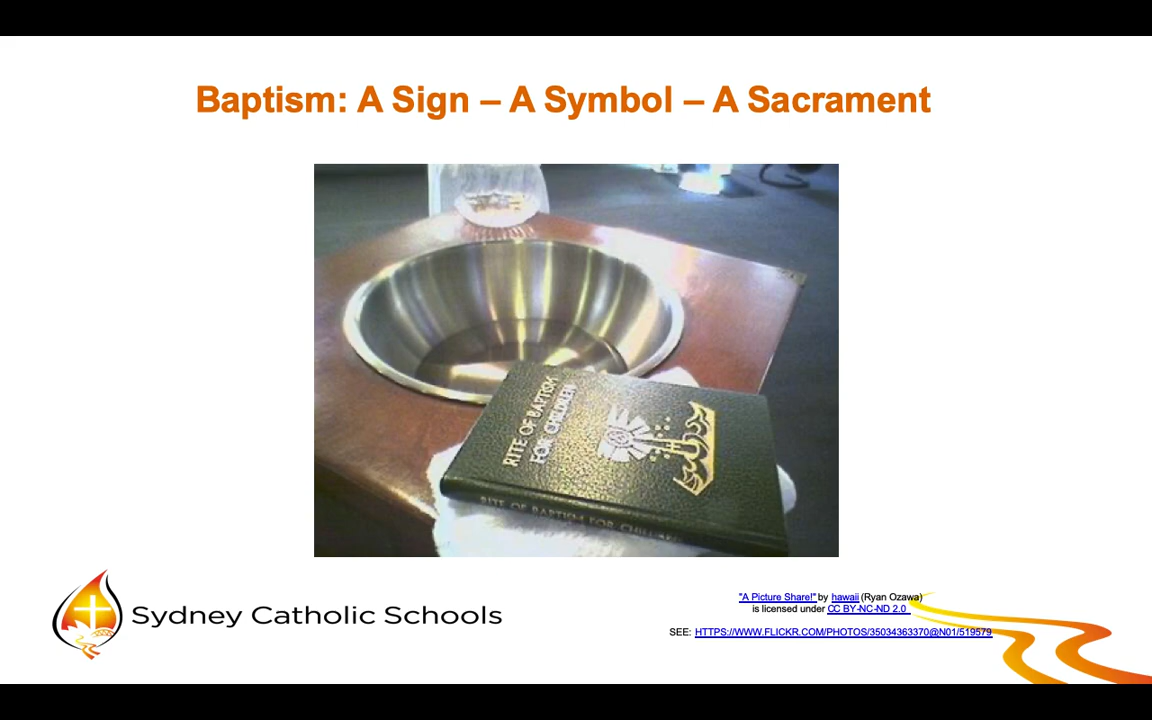 Baptism: A Sign – A Symbol – A Sacrament
RITE OF BAPTISM
FOR CHILDREN
RITE OF BAPTISM FOR CHILDREN
Sydney Catholic Schools
"A Picture Share!" by hawaii (Ryan Ozawa)
is licensed under CC BY-NC-ND 2.0
SEE: HTTPS://WWW.FLICKR.COM/PHOTOS/35034363370@N01/519579